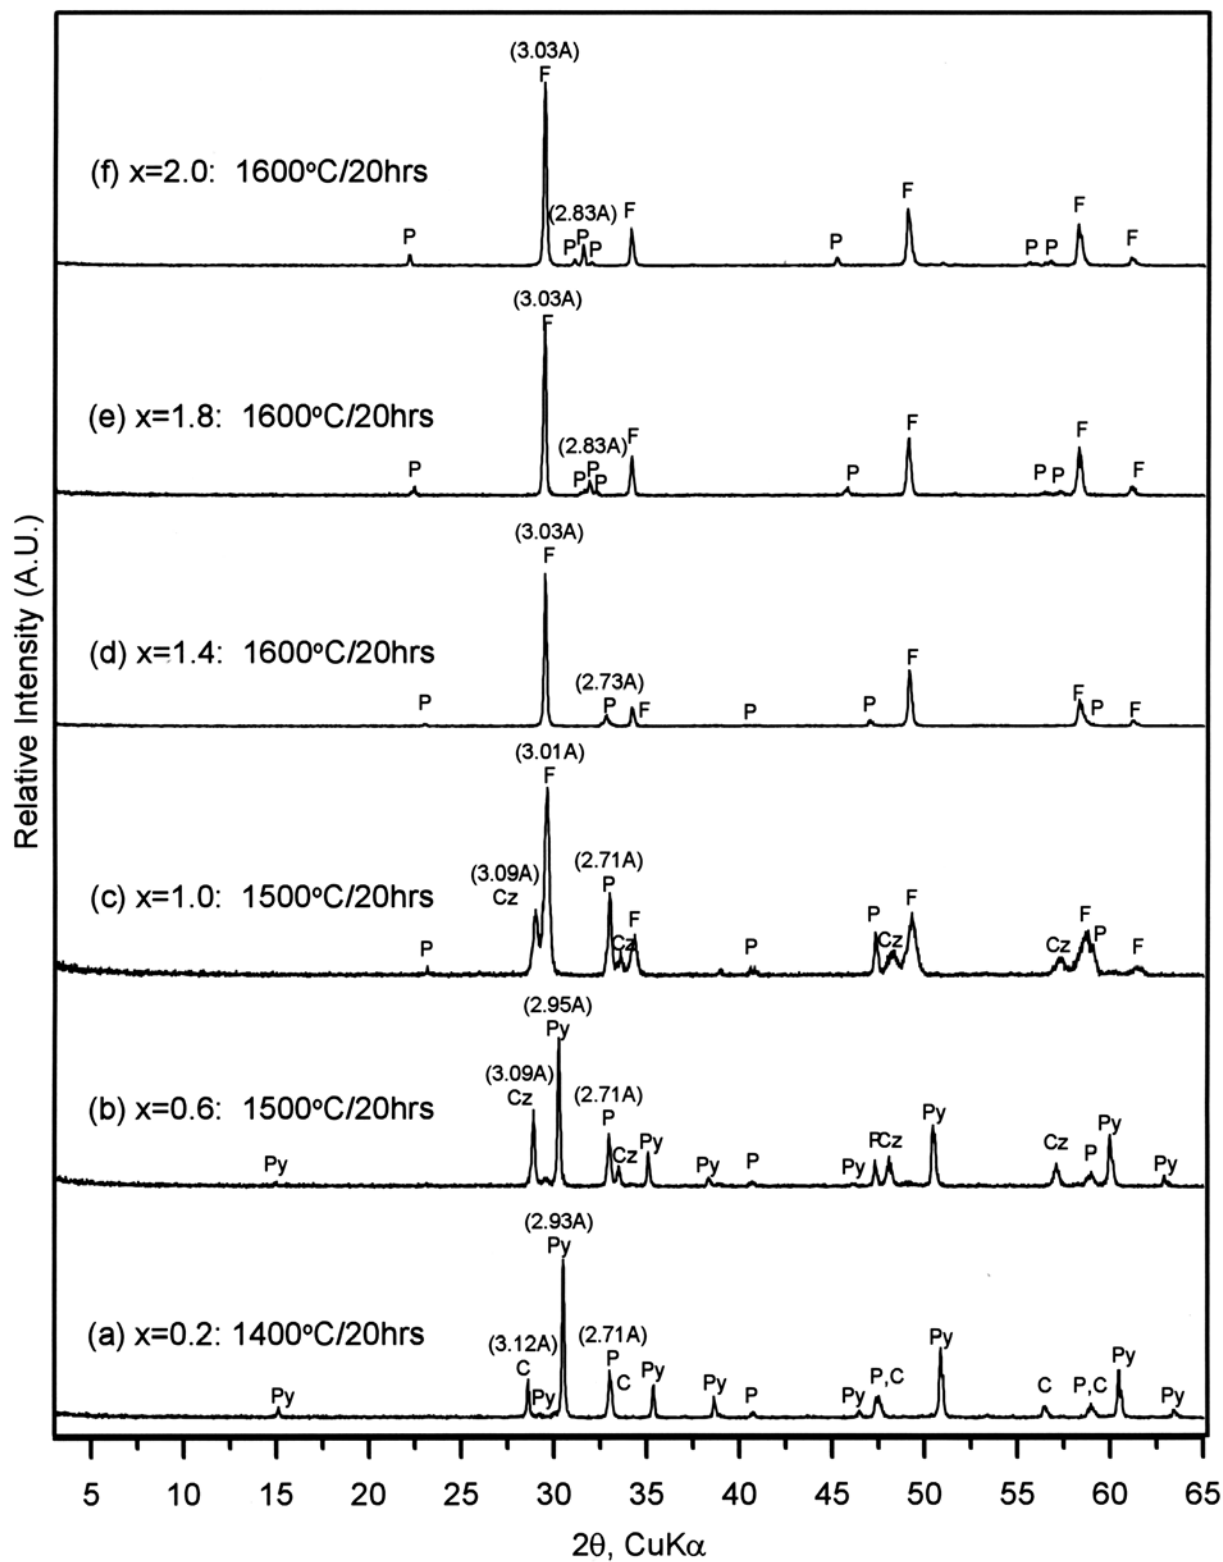 (3.03A)
F
(f) x=2.0: 1600°C/20hrs
P
(2.83A)
P
P
P
F
P
F
P
P
F
F
(3.03A)
F
(e) x=1.8: 1600°C/20hrs
P
(2.83A)
P
P
P
F
P
F
P
P
F
F
(3.03A)
F
(d) x=1.4: 1600°C/20hrs
P
(2.73A)
P
F
P
P
F
F
P
F
(3.01A)
F
(c) x=1.0: 1500°C/20hrs
(3.09A)
Cz
P
(2.71A)
P
Cz
F
P
P
Cz
F
Cz
F
P
F
(2.95A)
Py
(b) x=0.6: 1500°C/20hrs
(3.09A)
Cz
Py
(2.71A)
P
Cz
Py
Py
P
Py
P
Cz
Py
Cz
P
Py
Py
(2.93A)
Py
(a) x=0.2: 1400°C/20hrs
(3.12A)
C
Py
Py
(2.71A)
P
C
Py
Py
P
Py
P,C
Py
C
P,C
Py
Py
Relative Intensity (A.U.)
5 10 15 20 25 30 35 40 45 50 55 60 65
2θ, CuKα